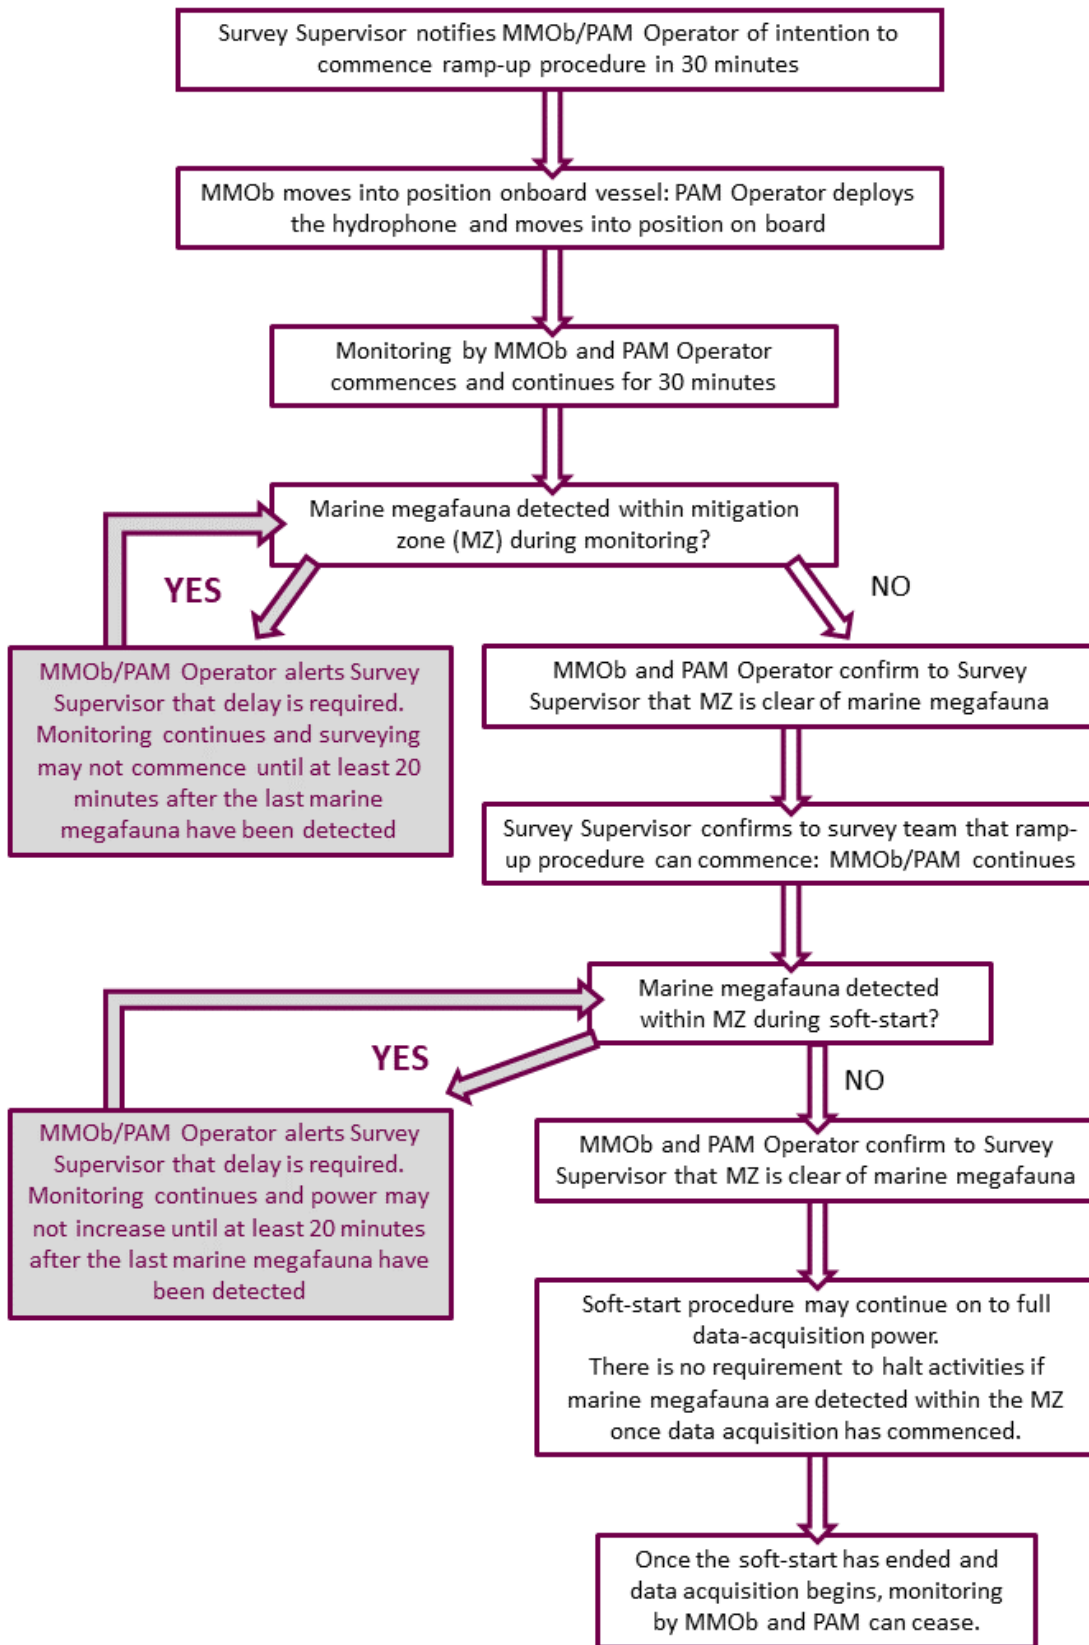 Survey Supervisor notifies MMOb/PAM Operator of intention to
commence ramp-up procedure in 30 minutes
MMOb moves into position onboard vessel: PAM Operator deploys
the hydrophone and moves into position on board
Monitoring by MMOb and PAM Operator
commences and continues for 30 minutes
Marine megafauna detected within mitigation
zone (MZ) during monitoring?
YES
NO
MMOb/PAM Operator alerts Survey
Supervisor that delay is required.
Monitoring continues and surveying
may not commence until at least 20
minutes after the last marine
megafauna have been detected
MMOb and PAM Operator confirm to Survey
Supervisor that MZ is clear of marine megafauna
Survey Supervisor confirms to survey team that ramp-
up procedure can commence: MMOb/PAM continues
Marine megafauna detected
within MZ during soft-start?
YES
NO
MMOb/PAM Operator alerts Survey
Supervisor that delay is required.
Monitoring continues and power may
not increase until at least 20 minutes
after the last marine megafauna have
been detected
MMOb and PAM Operator confirm to Survey
Supervisor that MZ is clear of marine megafauna
Soft-start procedure may continue on to full
data-acquisition power.
There is no requirement to halt activities if
marine megafauna are detected within the MZ
once data acquisition has commenced.
Once the soft-start has ended and
data acquisition begins, monitoring
by MMOb and PAM can cease.